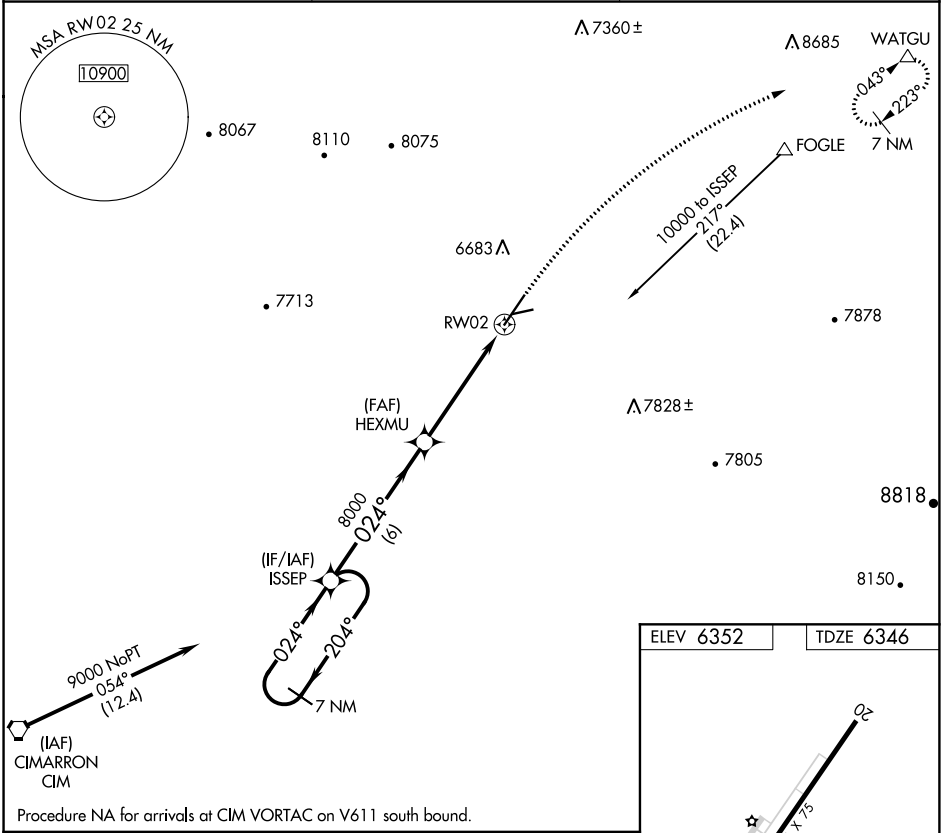 MSA RW02 25 NM
10900
7360±
8685
WATGU
043°
223°
7 NM
8067
8110
8075
FOGLE
10000 to ISSEP
217°
(22.4)
6683
7713
RW02
7878
(FAF)
HEXMU
7828±
7805
8818
8000
024°
(6)
(IF/IAF)
ISSEP
8150
024°
204°
7 NM
9000 NoPT
054°
(12.4)
(IAF)
CIMARRON
CIM
ELEV 6352
TDZE 6346
20
X 75
Procedure NA for arrivals at CIM VORTAC on V611 south bound.